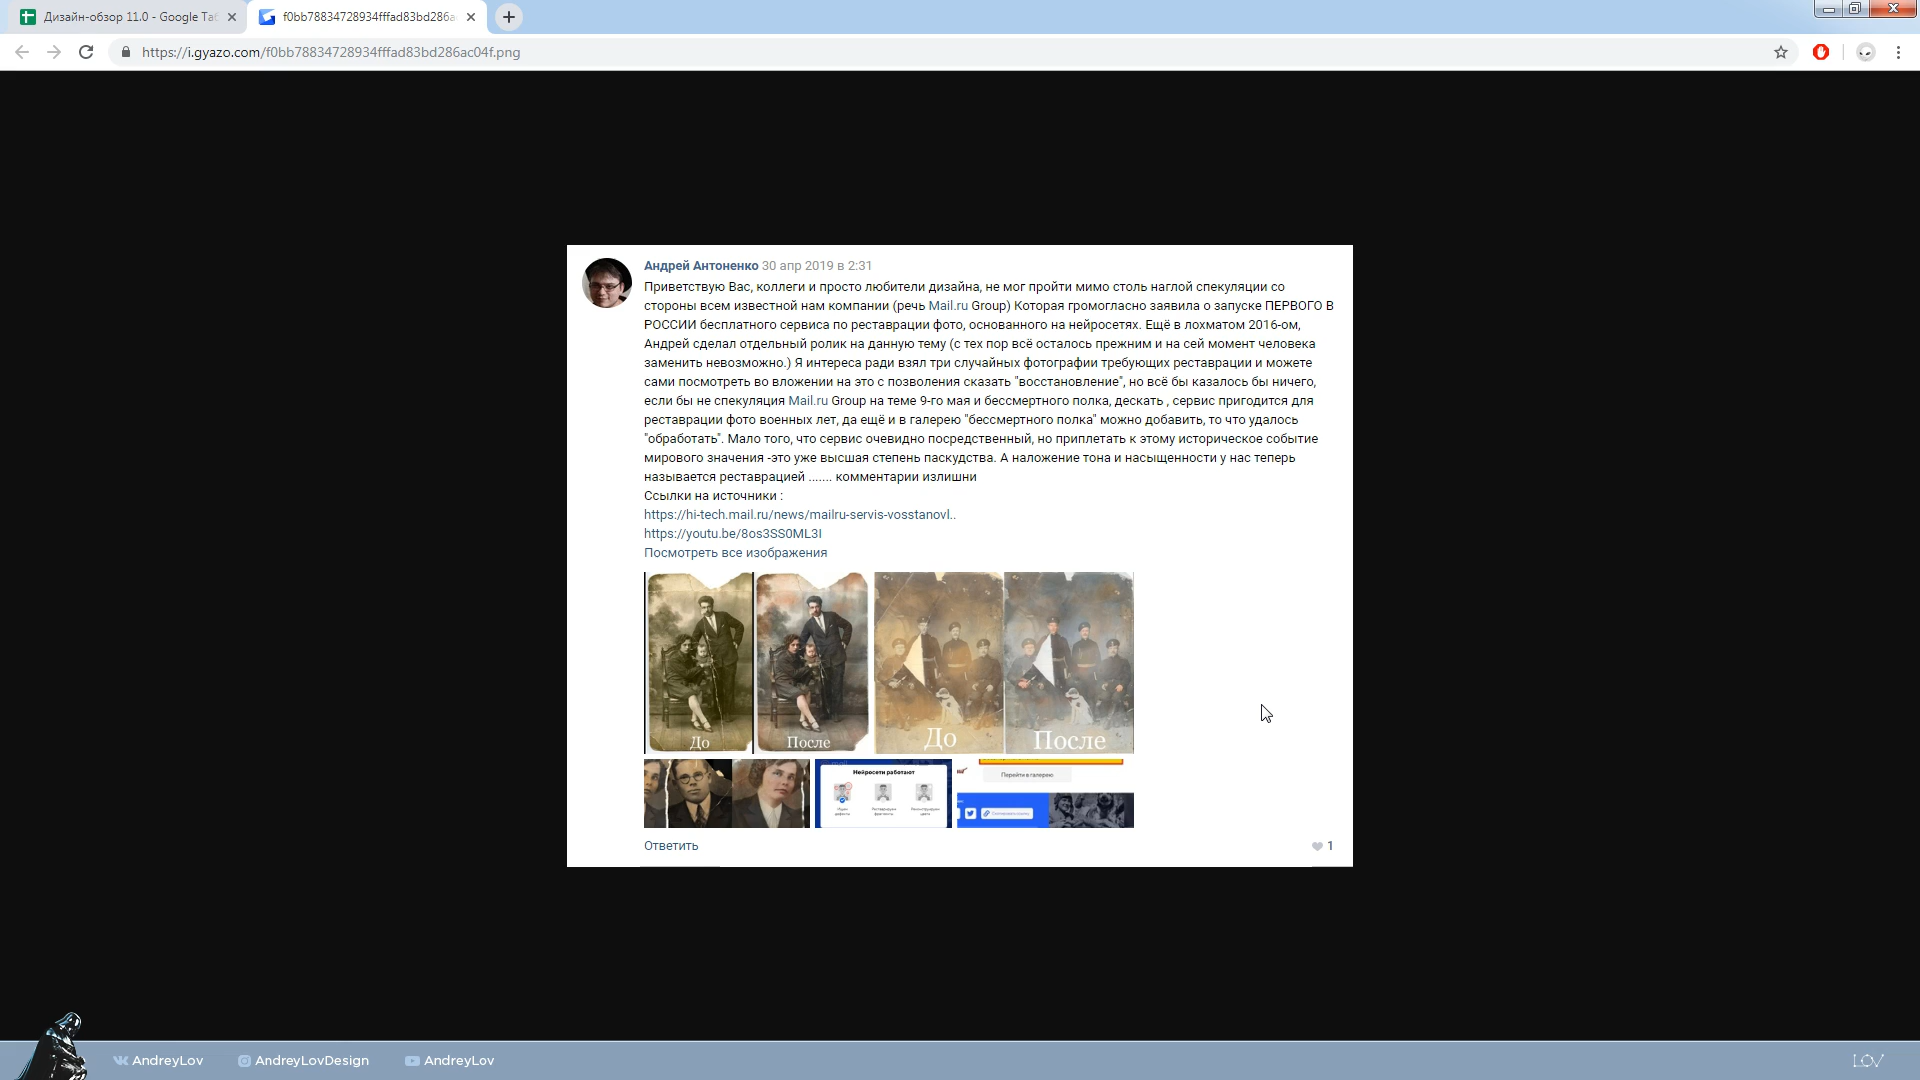 Дизайн-обзор 11.0 - Google Таб
f0bb78834728934fffad83bd286a
https://i.gyazo.com/f0bb78834728934fffad83bd286ac04f.png
Андрей Антоненко 30 апр 2019 в 2:31
Приветствую Вас, коллеги и просто любители дизайна, не мог пройти мимо столь наглой спекуляции со
стороны всем известной нам компании (речь Mail.ru Group) Которая громогласно заявила о запуске ПЕРВОГО В
РОССИИ бесплатного сервиса по реставрации фото, основанного на нейросетях. Ещё в лохматом 2016-ом,
Андрей сделал отдельный ролик на данную тему (с тех пор всё осталось прежним и на сей момент человека
заменить невозможно.) Я интереса ради взял три случайных фотографии требующих реставрации и можете
сами посмотреть во вложении на это с позволения сказать "восстановление", но всё бы казалось бы ничего,
если бы не спекуляция Mail.ru Group на теме 9-го мая и бессмертного полка, дескать , сервис пригодится для
реставрации фото военных лет, да ещё и в галерею "бессмертного полка" можно добавить, то что удалось
"обработать". Мало того, что сервис очевидно посредственный, но приплетать к этому историческое событие
мирового значения -это уже высшая степень паскудства. А наложение тона и насыщенности у нас теперь
называется реставрацией ....... комментарии излишни
Ссылки на источники :
https://hi-tech.mail.ru/news/mailru-servis-vosstanovl..
https://youtu.be/8os3SS0ML3I
Посмотреть все изображения
До После До После
Нейросети работают
Перейти в галерею
Ответить
1
AndreyLov AndreyLovDesign AndreyLov
LOV